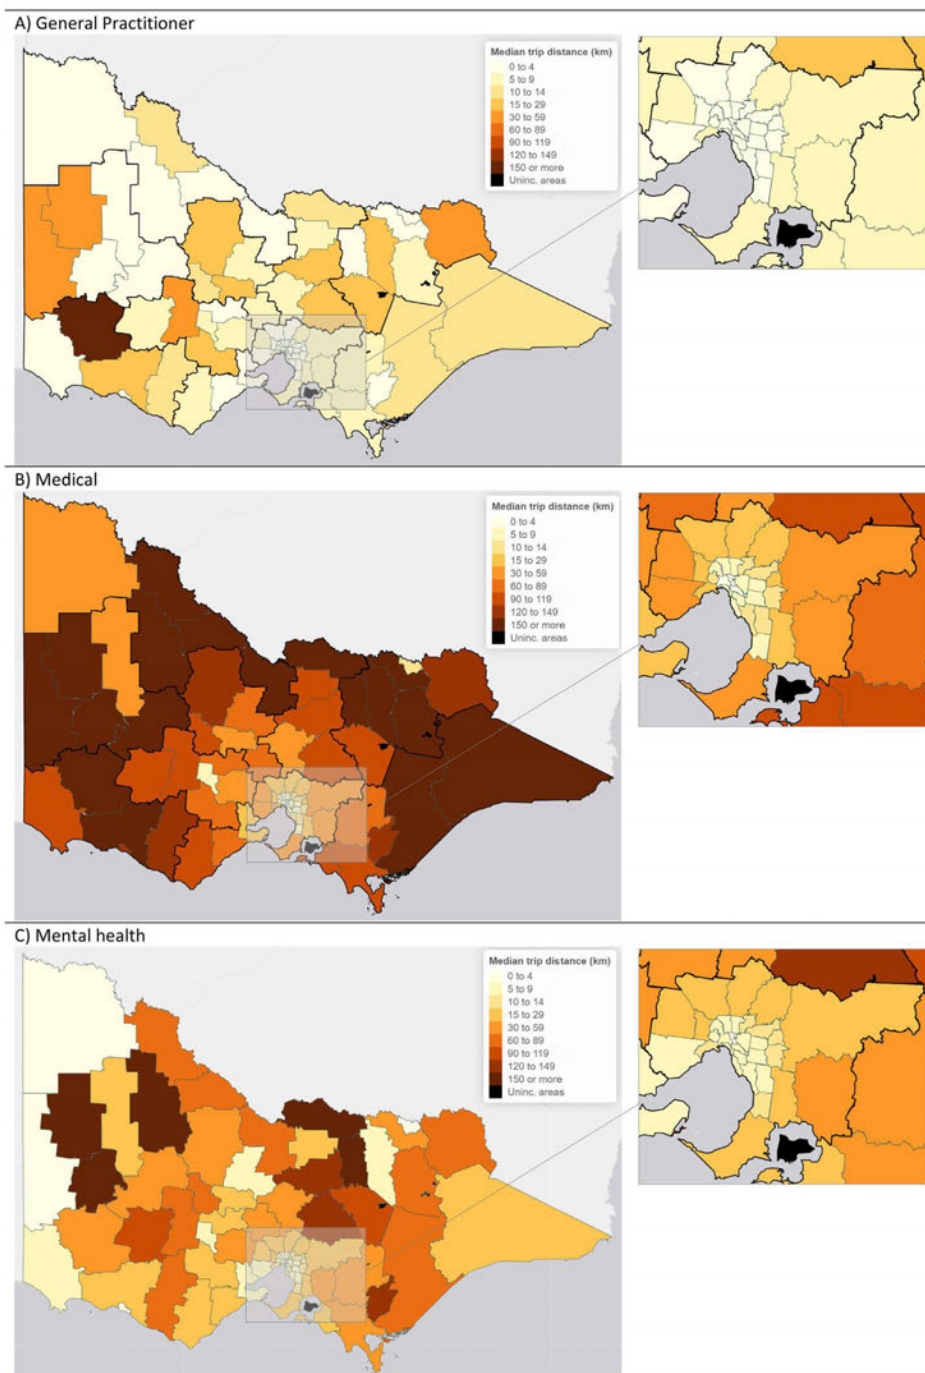 A) General Practitioner
Median trip distance (km)
0 to 4
5 to 9
10 to 14
15 to 29
30 to 59
60 to 89
90 to 119
120 to 149
150 or more
Uninc. areas
B) Medical
Median trip distance (km)
0 to 4
5 to 9
10 to 14
15 to 29
30 to 59
60 to 89
90 to 119
120 to 149
150 or more
Uninc. areas
C) Mental health
Median trip distance (km)
0 to 4
5 to 9
10 to 14
15 to 29
30 to 59
60 to 89
90 to 119
120 to 149
150 or more
Uninc. areas